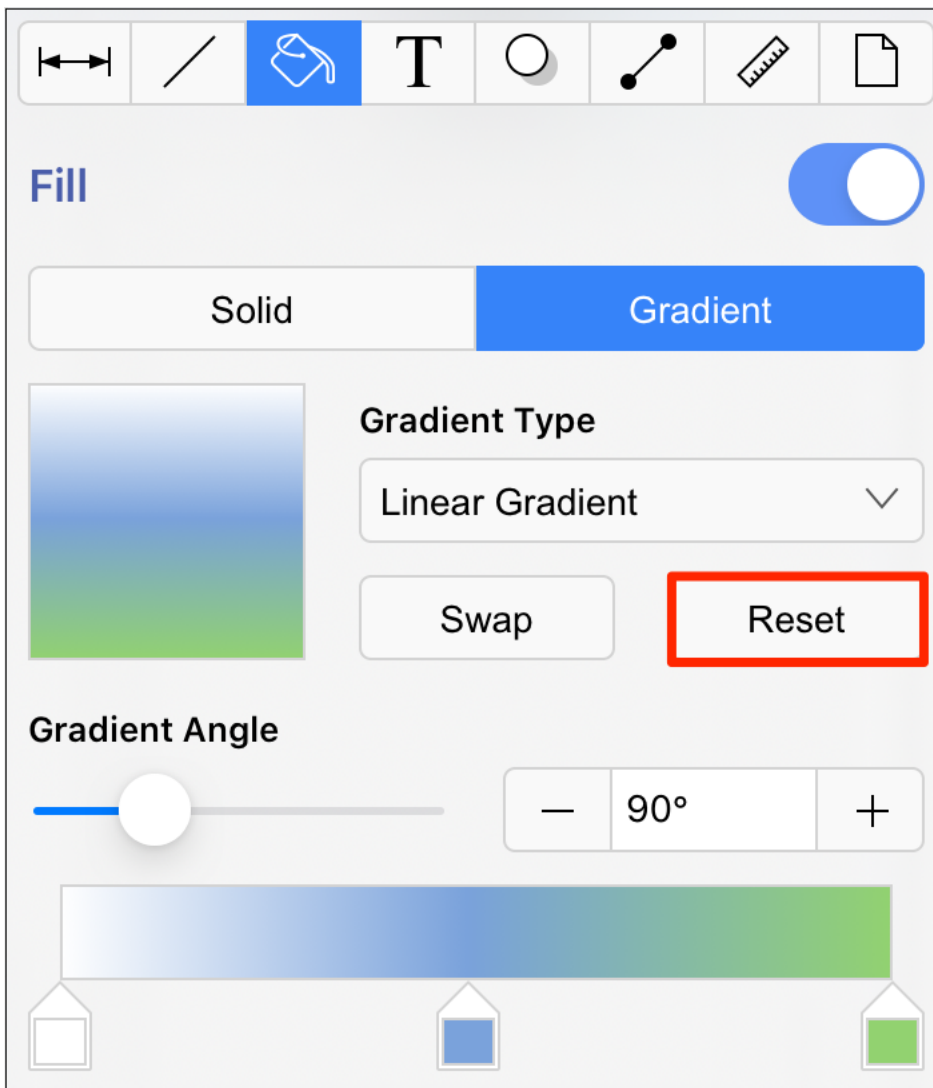 T
Fill
Solid Gradient
Gradient Type
Linear Gradient
Swap Reset
Gradient Angle
90°